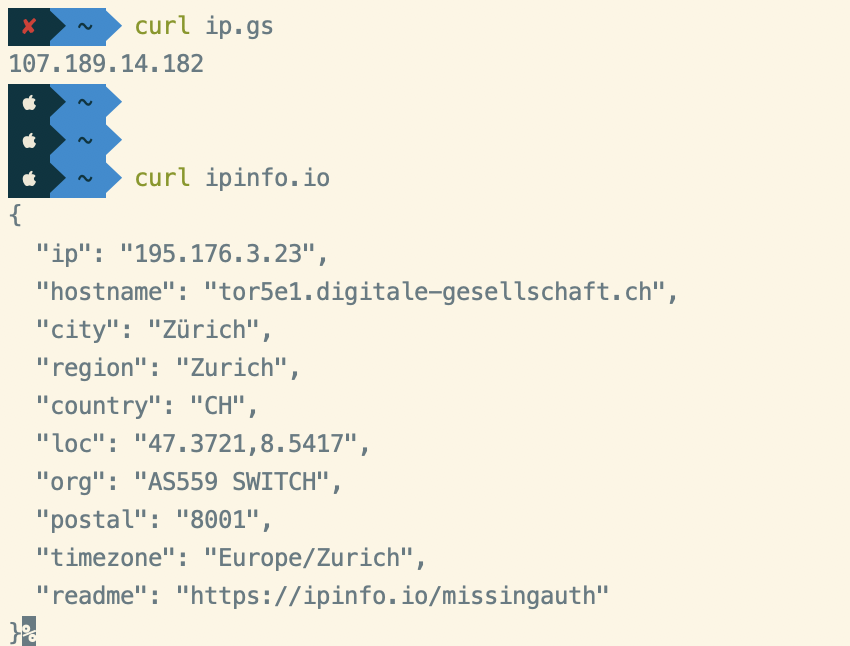 ✘ ~ curl ip.gs
107.189.14.182
~
~
~ curl ipinfo.io
{
  "ip": "195.176.3.23",
  "hostname": "tor5e1.digitale-gesellschaft.ch",
  "city": "Zürich",
  "region": "Zurich",
  "country": "CH",
  "loc": "47.3721,8.5417",
  "org": "AS559 SWITCH",
  "postal": "8001",
  "timezone": "Europe/Zurich",
  "readme": "https://ipinfo.io/missingauth"
}%